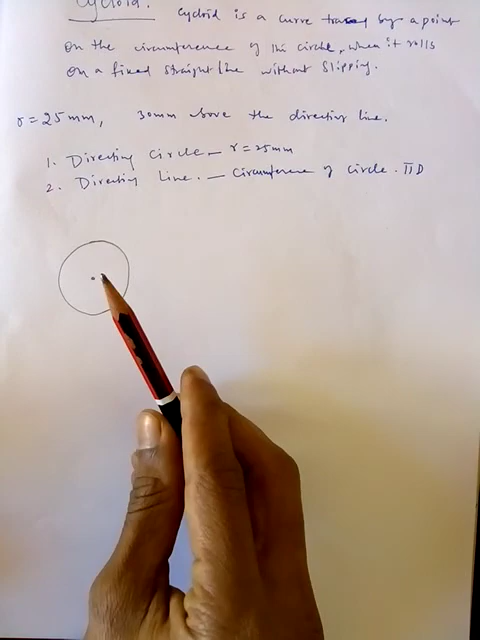 Cycloid. Cycloid is a curve traced by a point
on the circumference of the circle, when it rolls
on a fixed straight line without slipping.
r = 25mm, 30mm above the directing line.
1. Directing Circle – r = 25mm
2. Directing Line. – Circumference of circle. ΠD